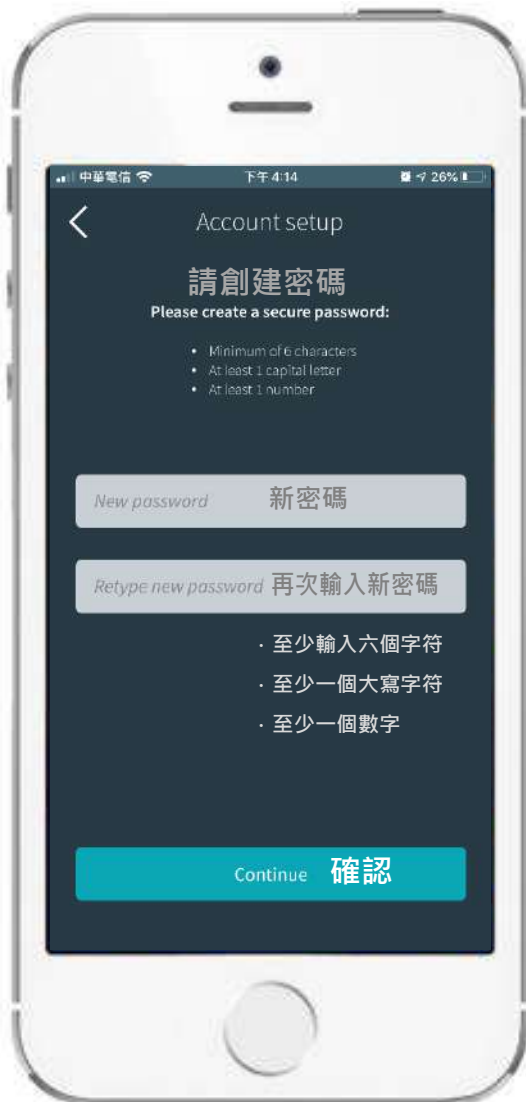 中華電信 下午 4:14 26%
Account setup
請創建密碼
Please create a secure password:
• Minimum of 6 characters
• At least 1 capital letter
• At least 1 number
New password 新密碼
Retype new password 再次輸入新密碼
· 至少輸入六個字符
· 至少一個大寫字符
· 至少一個數字
Continue 確認